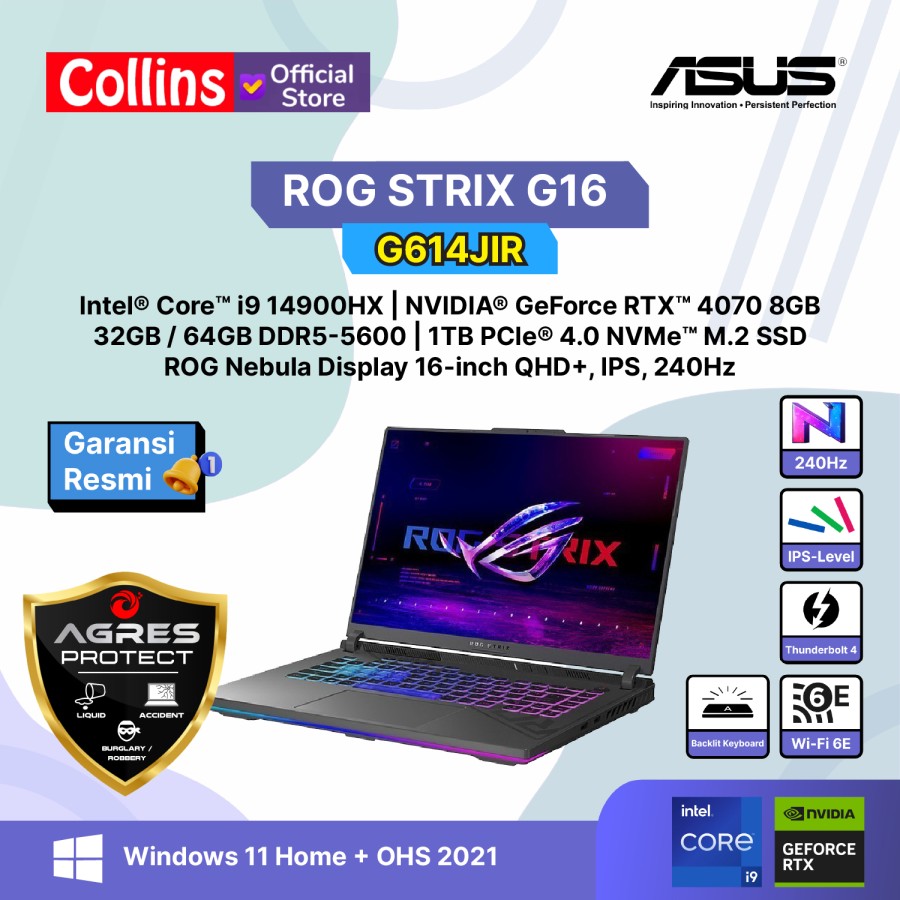 Collins
Official
Store
ASUS®
Inspiring Innovation • Persistent Perfection
ROG STRIX G16
G614JIR
Intel® Core™ i9 14900HX | NVIDIA® GeForce RTX™ 4070 8GB
32GB / 64GB DDR5-5600 | 1TB PCIe® 4.0 NVMe™ M.2 SSD
ROG Nebula Display 16-inch QHD+, IPS, 240Hz
Garansi
Resmi
1
N
240Hz
IPS-Level
Thunderbolt 4
A
Backlit Keyboard
6E
Wi-Fi 6E
ROG STRIX
ROG STRIX
AGRES
PROTECT
LIQUID
ACCIDENT
BURGLARY /
ROBBERY
Windows 11 Home + OHS 2021
intel
CORE
i9
NVIDIA
GEFORCE
RTX